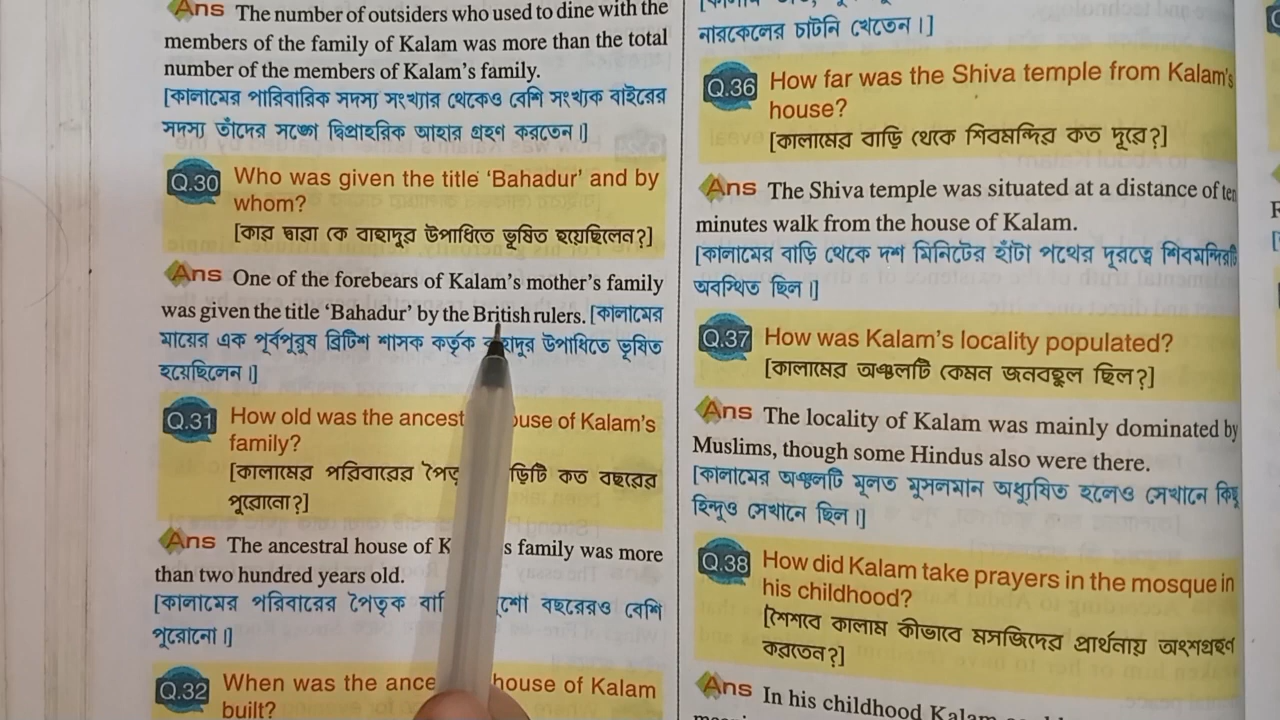 Ans The number of outsiders who used to dine with the
members of the family of Kalam was more than the total
number of the members of Kalam's family.
[কালামের পারিবারিক সদস্য সংখ্যার থেকেও বেশি সংখ্যক বাইরের
সদস্য তাঁদের সঙ্গে দ্বিপ্রাহরিক আহার গ্রহণ করতেন।]
Q.30 Who was given the title 'Bahadur' and by
whom?
[কার দ্বারা কে বাহাদুর উপাধিতে ভূষিত হয়েছিলেন?]
Ans One of the forebears of Kalam's mother's family
was given the title 'Bahadur' by the British rulers. [কালামের
মায়ের এক পূর্বপুরুষ ব্রিটিশ শাসক কর্তৃক উপাধিতে ভূষিত
হয়েছিলেন।]
Q.31 How old was the of Kalam's
family?
[কালামের পরিবারের কত বছরের
পুরোনো?]
Ans The ancestral house of family was more
than two hundred years old.
[কালামের পরিবারের পৈতৃক বছরেরও বেশি
পুরোনো।]
Q.32 When was the house of Kalam
built?
নারকেলের চাটনি খেতেন।]
Q.36 How far was the Shiva temple from Kalam's
house?
[কালামের বাড়ি থেকে শিবমন্দির কত দূরে?]
Ans The Shiva temple was situated at a distance of ten
minutes walk from the house of Kalam.
[কালামের বাড়ি থেকে দশ মিনিটের হাঁটা পথের দূরত্বে শিবমন্দিরটি
অবস্থিত ছিল।]
Q.37 How was Kalam's locality populated?
[কালামের অঞ্চলটি কেমন জনবহুল ছিল?]
Ans The locality of Kalam was mainly dominated by
Muslims, though some Hindus also were there.
[কালামের অঞ্চলটি মূলত মুসলমান অধ্যুষিত হলেও সেখানে কিছু
হিন্দুও সেখানে ছিল।]
Q.38 How did Kalam take prayers in the mosque in
his childhood?
[শৈশবে কালাম কীভাবে মসজিদের প্রার্থনায় অংশগ্রহণ
করতেন?]
Ans In his childhood Kalam